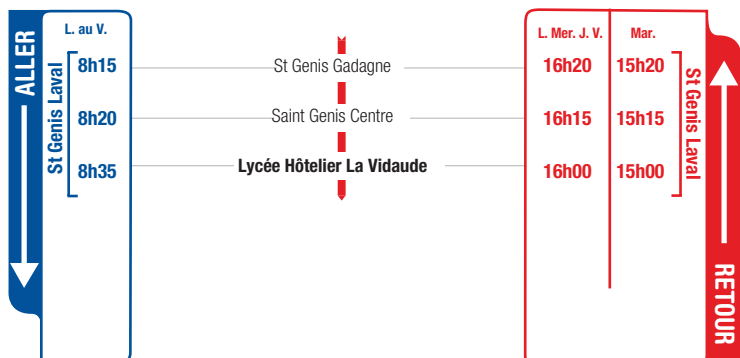 ALLER
L. au V.
L. Mer. J. V. Mar.
St Genis Laval
8h15 St Genis Gadagne 16h20 15h20
8h20 Saint Genis Centre 16h15 15h15
8h35 Lycée Hôtelier La Vidaude 16h00 15h00
St Genis Laval
RETOUR